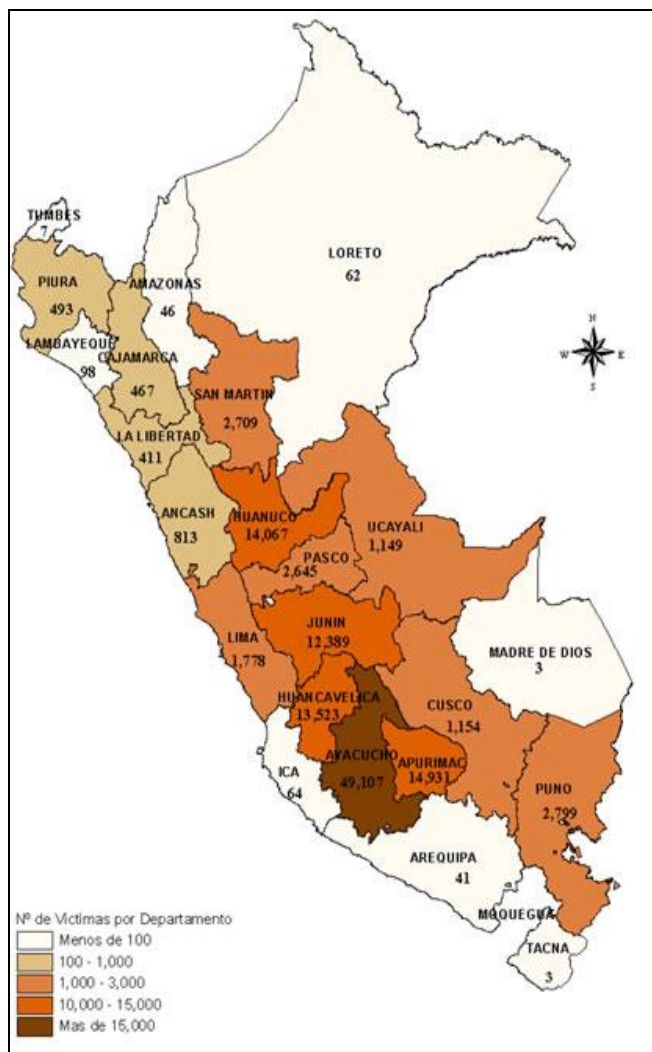 TUMBES
7
PIURA
493
LAMBAYEQUE
98
AMAZONAS
46
CAJAMARCA
467
LORETO
62
N
W E
S
SAN MARTIN
2,709
LA LIBERTAD
411
ANCASH
813
HUANUCO
14,067
UCAYALI
1,149
PASCO
2,645
LIMA
1,778
JUNIN
12,389
MADRE DE DIOS
3
HUANCAVELICA
13,523
CUSCO
1,154
AYACUCHO
49,107
APURIMAC
14,931
ICA
64
PUNO
2,799
AREQUIPA
41
MOQUEGUA
TACNA
3
Nº de Victimas por Departamento
Menos de 100
100 - 1,000
1,000 - 3,000
10,000 - 15,000
Mas de 15,000